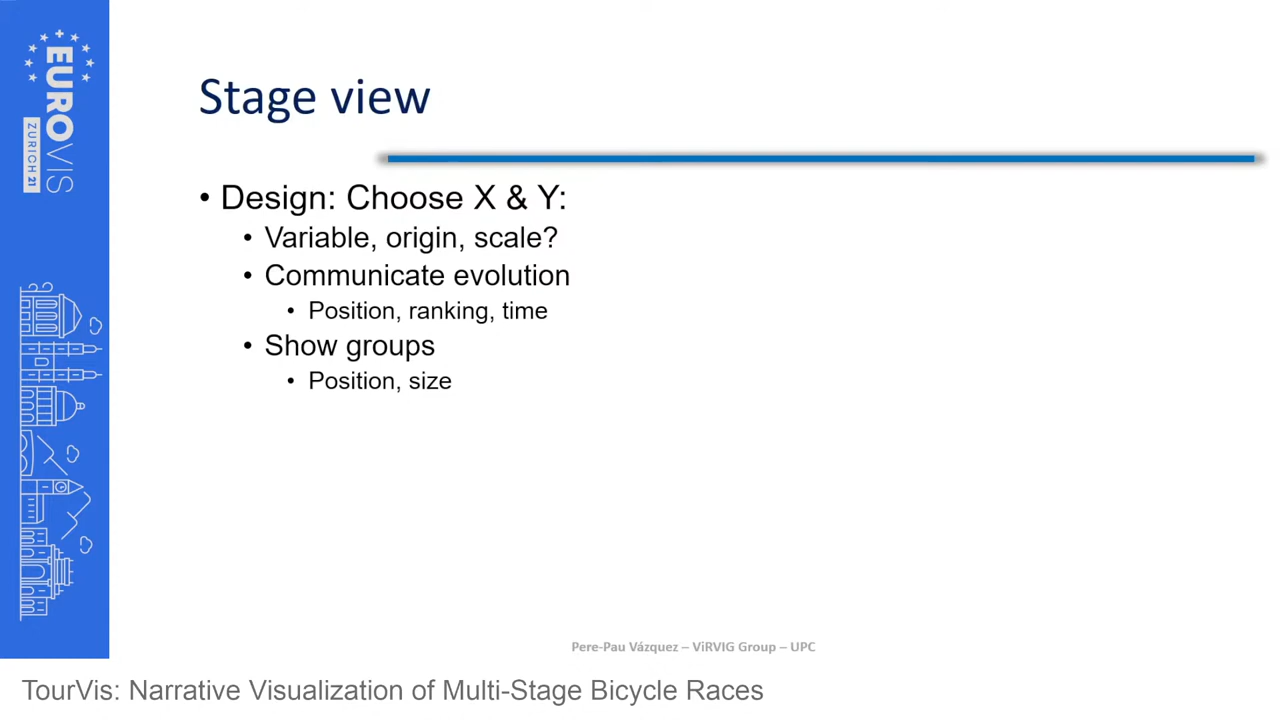 EUROVIS
ZURICH 21
Stage view
• Design: Choose X & Y:
• Variable, origin, scale?
• Communicate evolution
• Position, ranking, time
• Show groups
• Position, size
Pere-Pau Vázquez – ViRVIG Group – UPC
TourVis: Narrative Visualization of Multi-Stage Bicycle Races